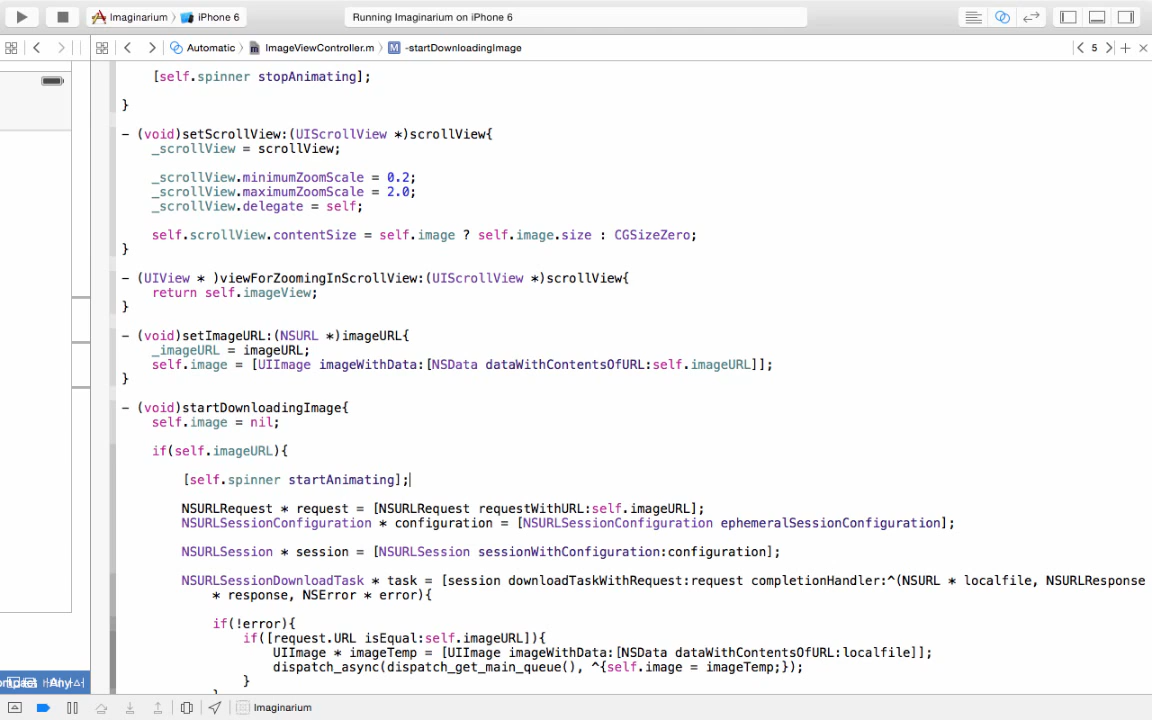 Imaginarium 〉 iPhone 6
Running Imaginarium on iPhone 6
Automatic 〉 ImageViewController.m 〉 M -startDownloadingImage
5
[self.spinner stopAnimating];
}
- (void)setScrollView:(UIScrollView *)scrollView{
_scrollView = scrollView;
_scrollView.minimumZoomScale = 0.2;
_scrollView.maximumZoomScale = 2.0;
_scrollView.delegate = self;
self.scrollView.contentSize = self.image ? self.image.size : CGSizeZero;
}
- (UIView * )viewForZoomingInScrollView:(UIScrollView *)scrollView{
return self.imageView;
}
- (void)setImageURL:(NSURL *)imageURL{
_imageURL = imageURL;
self.image = [UIImage imageWithData:[NSData dataWithContentsOfURL:self.imageURL]];
}
- (void)startDownloadingImage{
self.image = nil;
if(self.imageURL){
[self.spinner startAnimating];
NSURLRequest * request = [NSURLRequest requestWithURL:self.imageURL];
NSURLSessionConfiguration * configuration = [NSURLSessionConfiguration ephemeralSessionConfiguration];
NSURLSession * session = [NSURLSession sessionWithConfiguration:configuration];
NSURLSessionDownloadTask * task = [session downloadTaskWithRequest:request completionHandler:^(NSURL * localfile, NSURLResponse
* response, NSError * error){
if(!error){
if([request.URL isEqual:self.imageURL]){
UIImage * imageTemp = [UIImage imageWithData:[NSData dataWithContentsOfURL:localfile]];
dispatch_async(dispatch_get_main_queue(), ^{self.image = imageTemp;});
}
Imaginarium